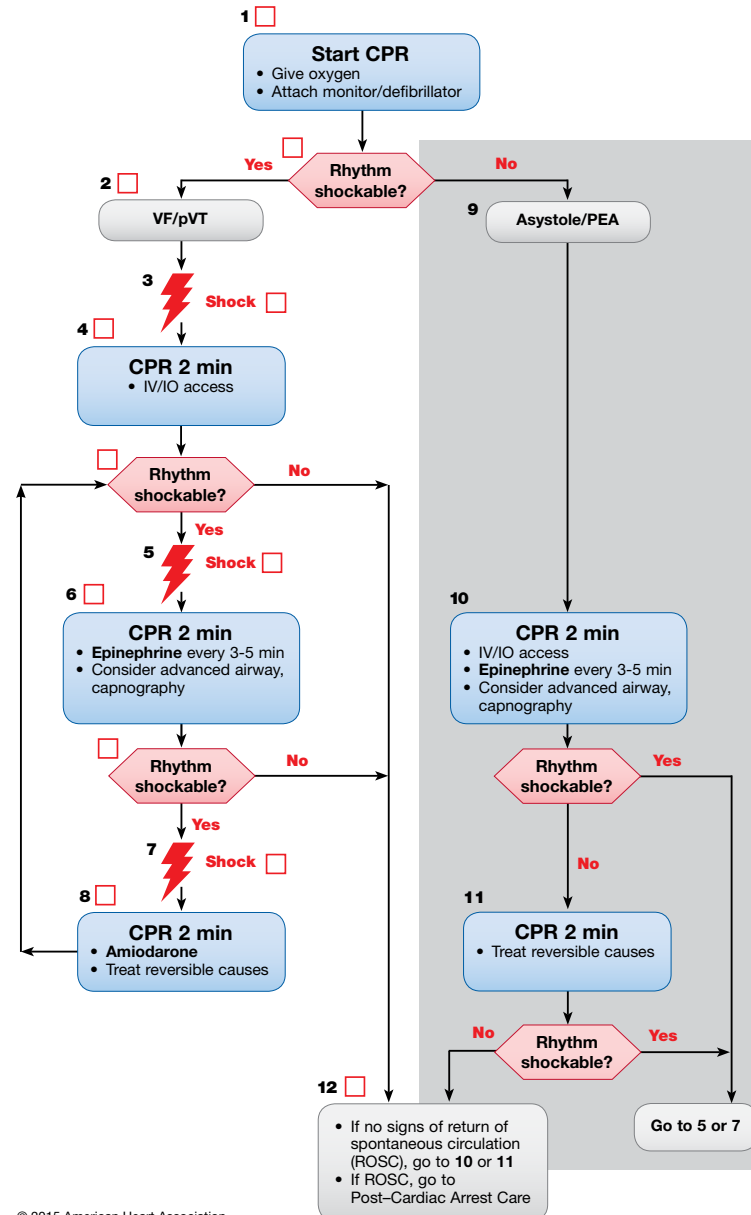 1
Start CPR
• Give oxygen
• Attach monitor/defibrillator
Rhythm
shockable?
Yes
No
2
VF/pVT
9
Asystole/PEA
3
Shock
4
CPR 2 min
• IV/IO access
Rhythm
shockable?
No
Yes
5
Shock
6
CPR 2 min
• Epinephrine every 3-5 min
• Consider advanced airway,
capnography
10
CPR 2 min
• IV/IO access
• Epinephrine every 3-5 min
• Consider advanced airway,
capnography
Rhythm
shockable?
No
Yes
Rhythm
shockable?
Yes
No
7
Shock
8
CPR 2 min
• Amiodarone
• Treat reversible causes
11
CPR 2 min
• Treat reversible causes
Rhythm
shockable?
No
Yes
12
• If no signs of return of
spontaneous circulation
(ROSC), go to 10 or 11
• If ROSC, go to
Post–Cardiac Arrest Care
Go to 5 or 7
© 2015 American Heart Association